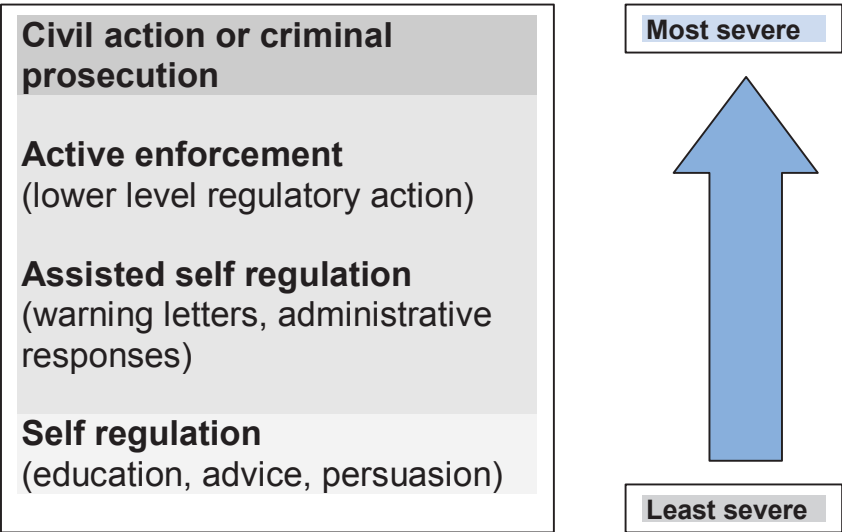 Civil action or criminal
prosecution
Active enforcement
(lower level regulatory action)
Assisted self regulation
(warning letters, administrative
responses)
Self regulation
(education, advice, persuasion)
Most severe
Least severe